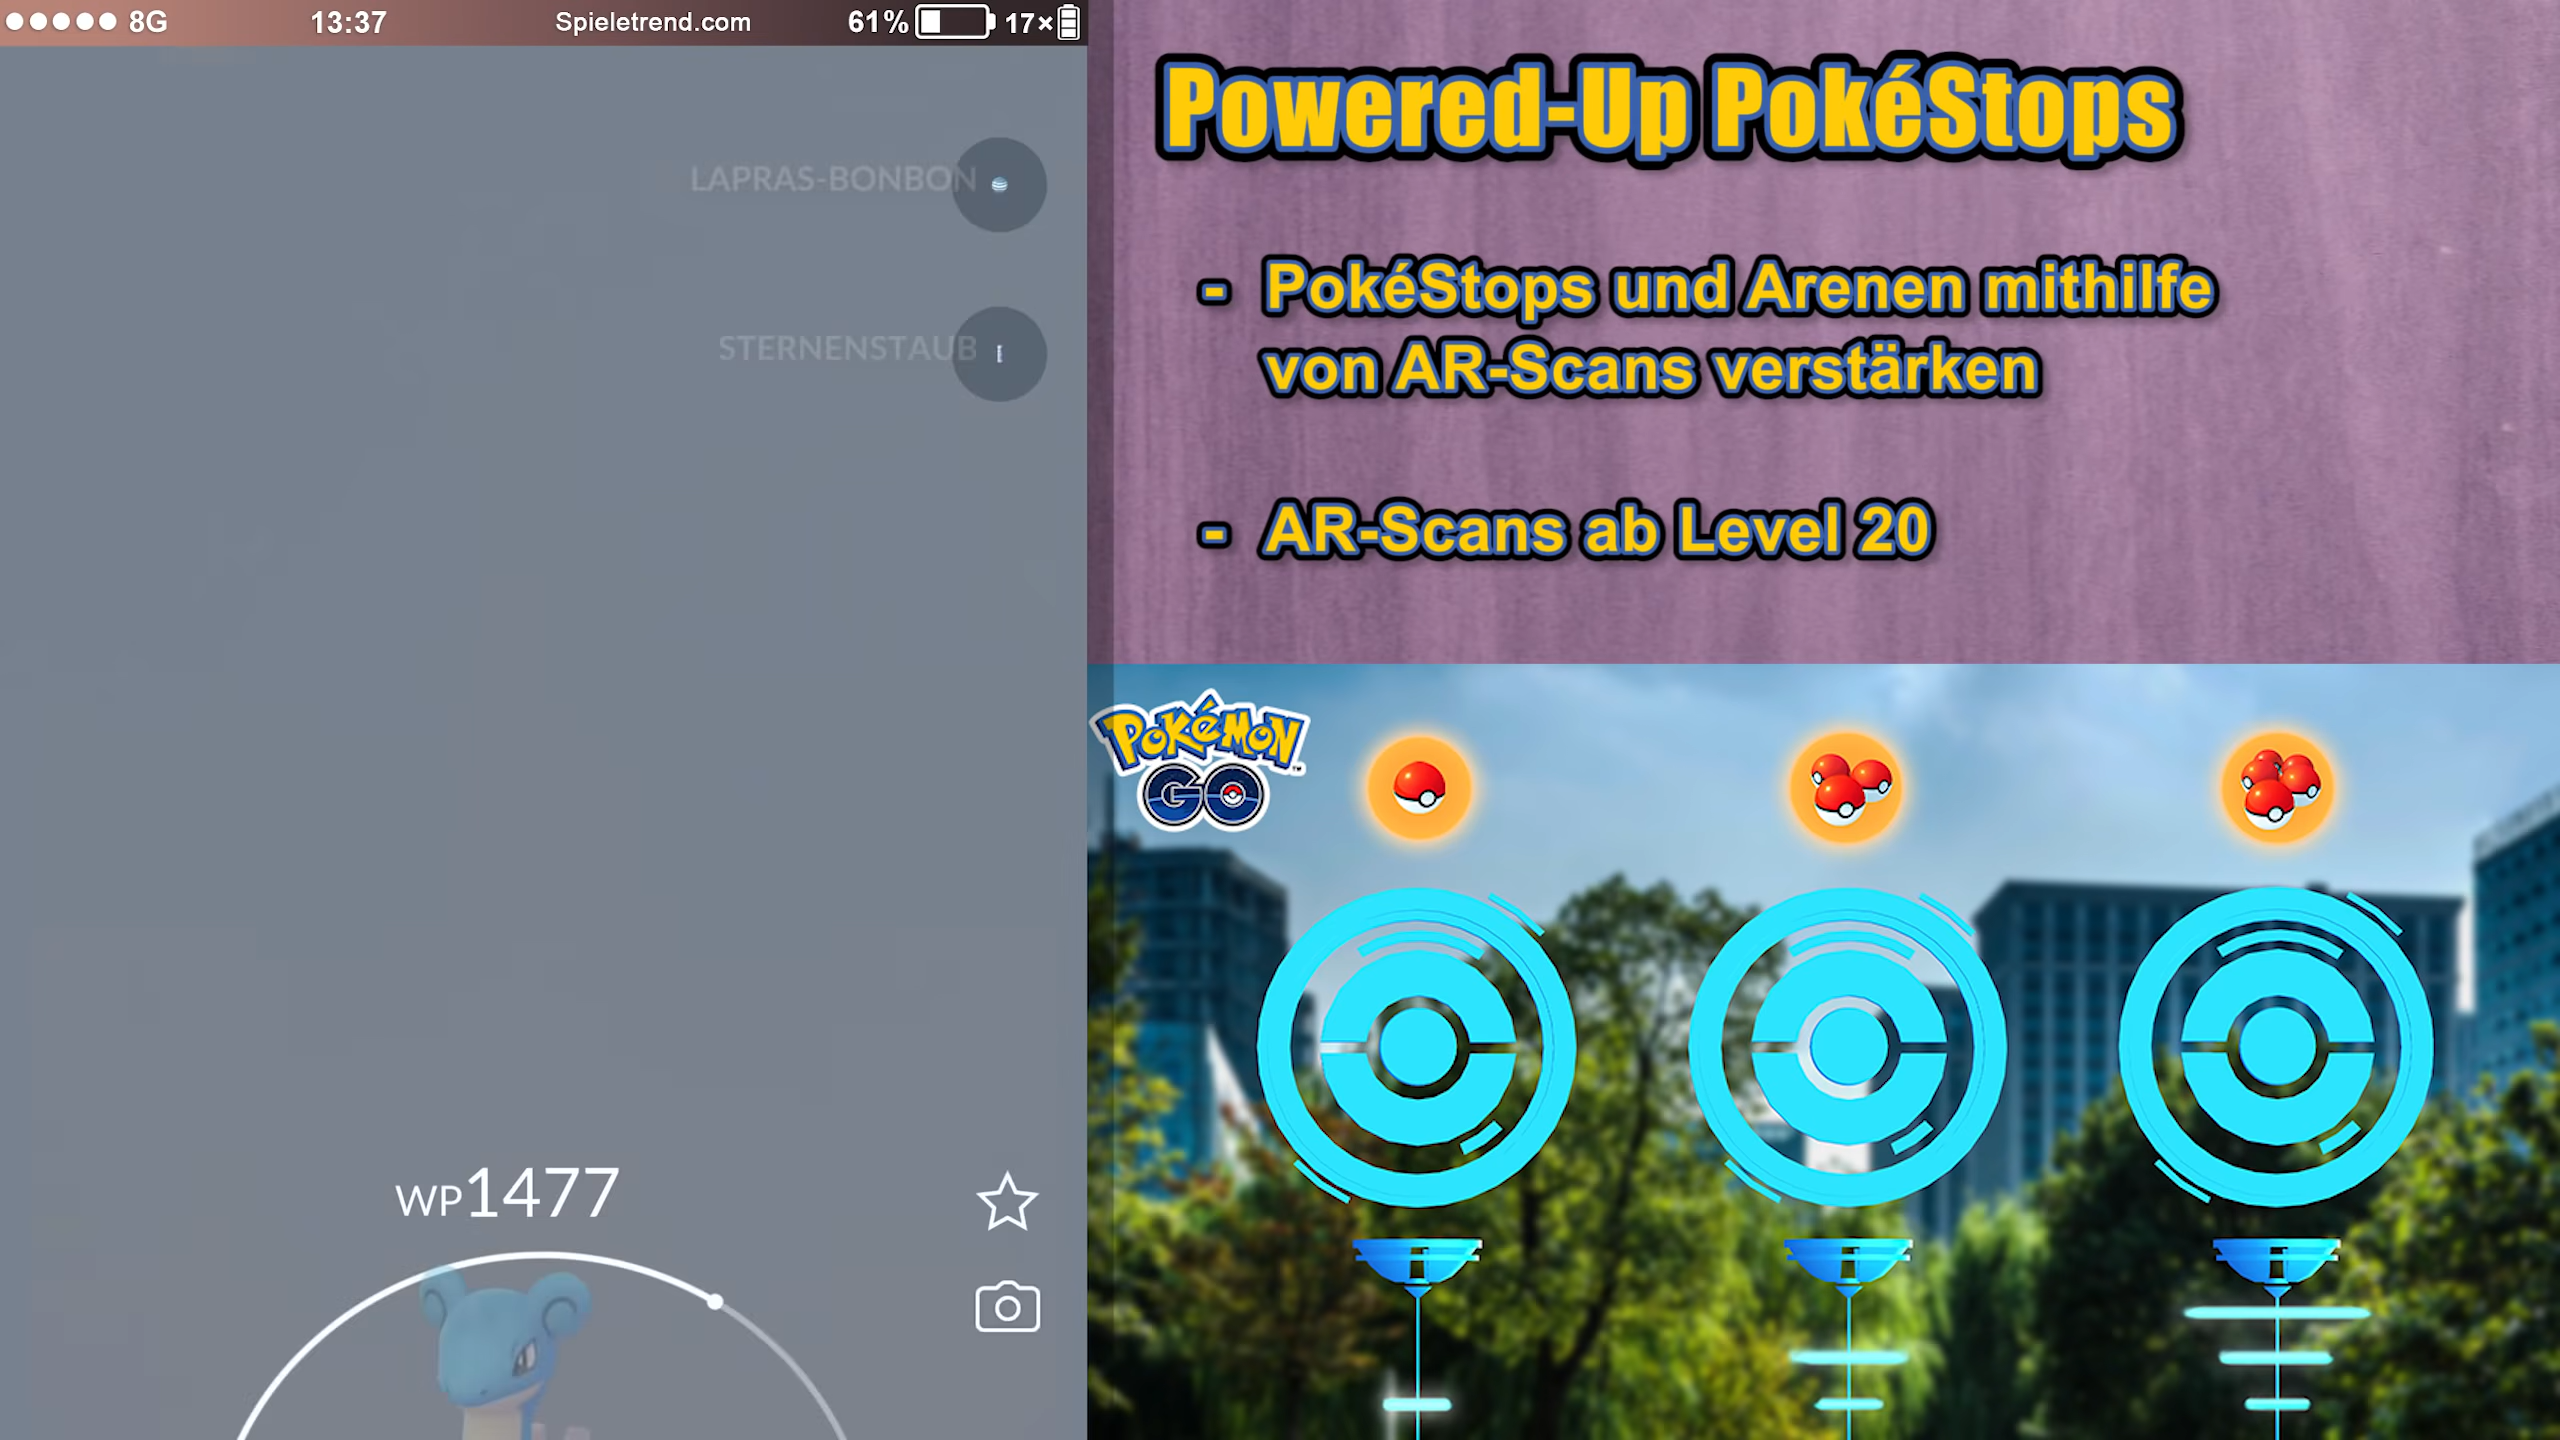 8G 13:37 Spieletrend.com 61% 17×
LAPRAS-BONBON
STERNENSTAUB
WP1477
Powered-Up PokéStops
- PokéStops und Arenen mithilfe
von AR-Scans verstärken
- AR-Scans ab Level 20
POKÉMON
GO